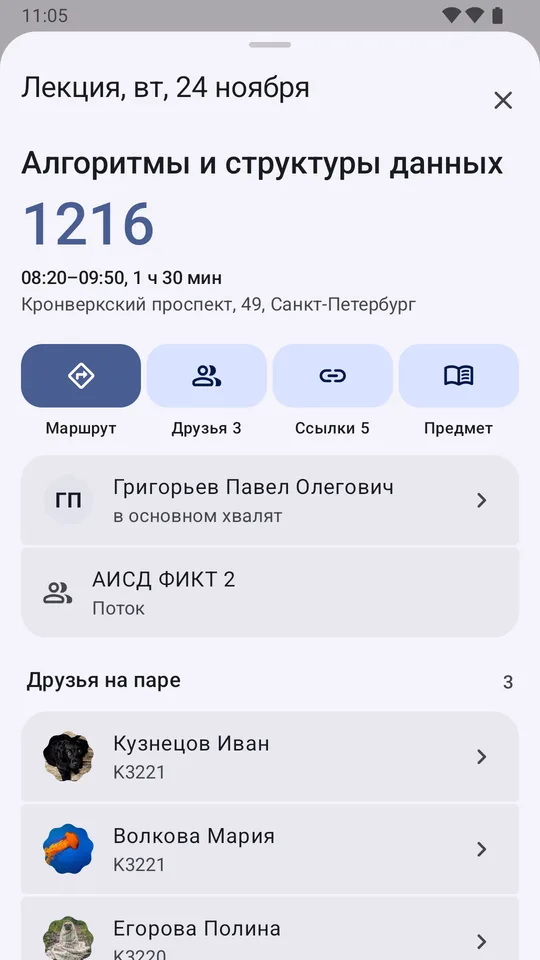 11:05
Лекция, вт, 24 ноября
Алгоритмы и структуры данных
1216
08:20–09:50, 1 ч 30 мин
Кронверкский проспект, 49, Санкт-Петербург
Маршрут
Друзья 3
Ссылки 5
Предмет
ГП
Григорьев Павел Олегович
в основном хвалят
АИСД ФИКТ 2
Поток
Друзья на паре
3
Кузнецов Иван
К3221
Волкова Мария
К3221
Егорова Полина
К3220